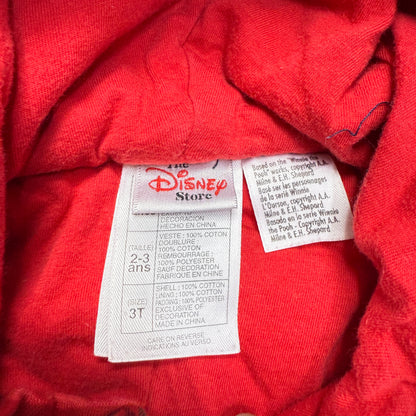 The
Disney
Store
DECORACION
HECHO EN CHINA
VESTE : 100% COTON
DOUBLURE
: 100% COTON
REMBOURRAGE :
100% POLYESTER
SAUF DECORATION
FABRIQUE EN CHINE
(TAILLE)
2-3
ans
SHELL : 100% COTTON
LINING : 100% COTTON
PADDING: 100% POLYESTER
EXCLUSIVE OF
DECORATION
MADE IN CHINA
(SIZE)
3T
CARE ON REVERSE
INDICATIONS AU VERSO
Based on the "Winnie the
Pooh" works, copyright A.A.
Milne & E.H. Shepard
Basé sur les personnages
de la serie Winnie
L'Ourson, copyright A.A.
Milne & E.H. Shepard
Basado en la serie Winnie
the Pooh - Copyright A.A.
Milne & E.H. Shepard